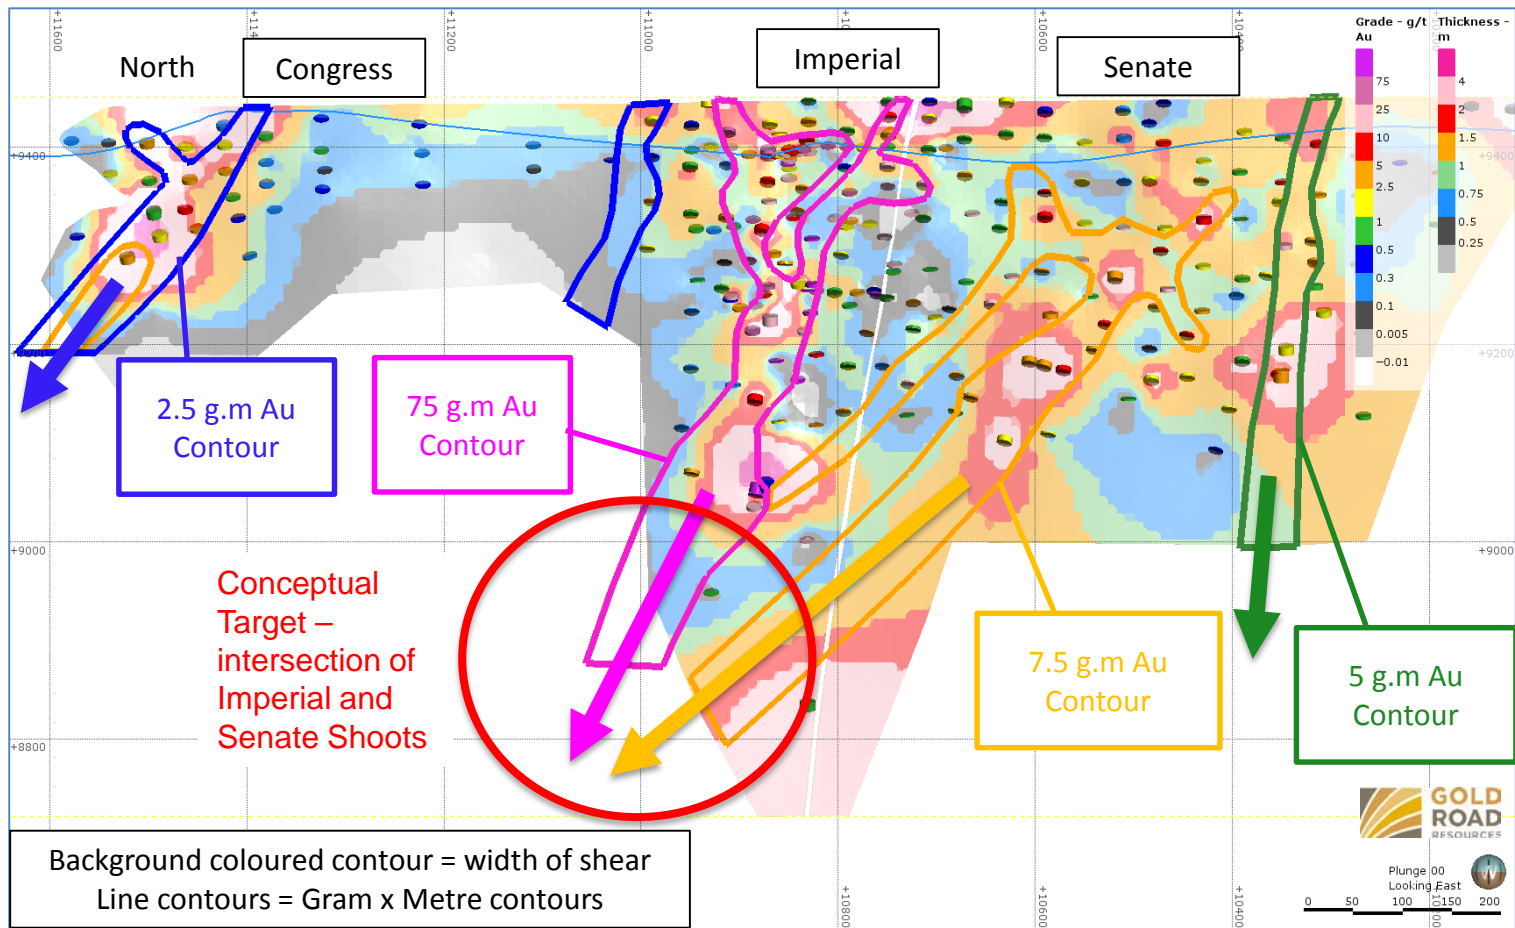 +11600
+11200
+11000
+10600
+10400
Grade - g/t
Au
Thickness -
m
75
25
10
5
2.5
1
0.5
0.3
0.1
0.005
−0.01
4
2
1.5
1
0.75
0.5
0.25
North
Congress
Imperial
Senate
+9400
+9400
+9200
2.5 g.m Au
Contour
75 g.m Au
Contour
+9000
+9000
Conceptual
Target –
intersection of
Imperial and
Senate Shoots
7.5 g.m Au
Contour
5 g.m Au
Contour
+8800
GOLD
ROAD
RESOURCES
Background coloured contour = width of shear
Line contours = Gram x Metre contours
Plunge 00
Looking East
0 50 100 150 200
+10800
+10600
+10400